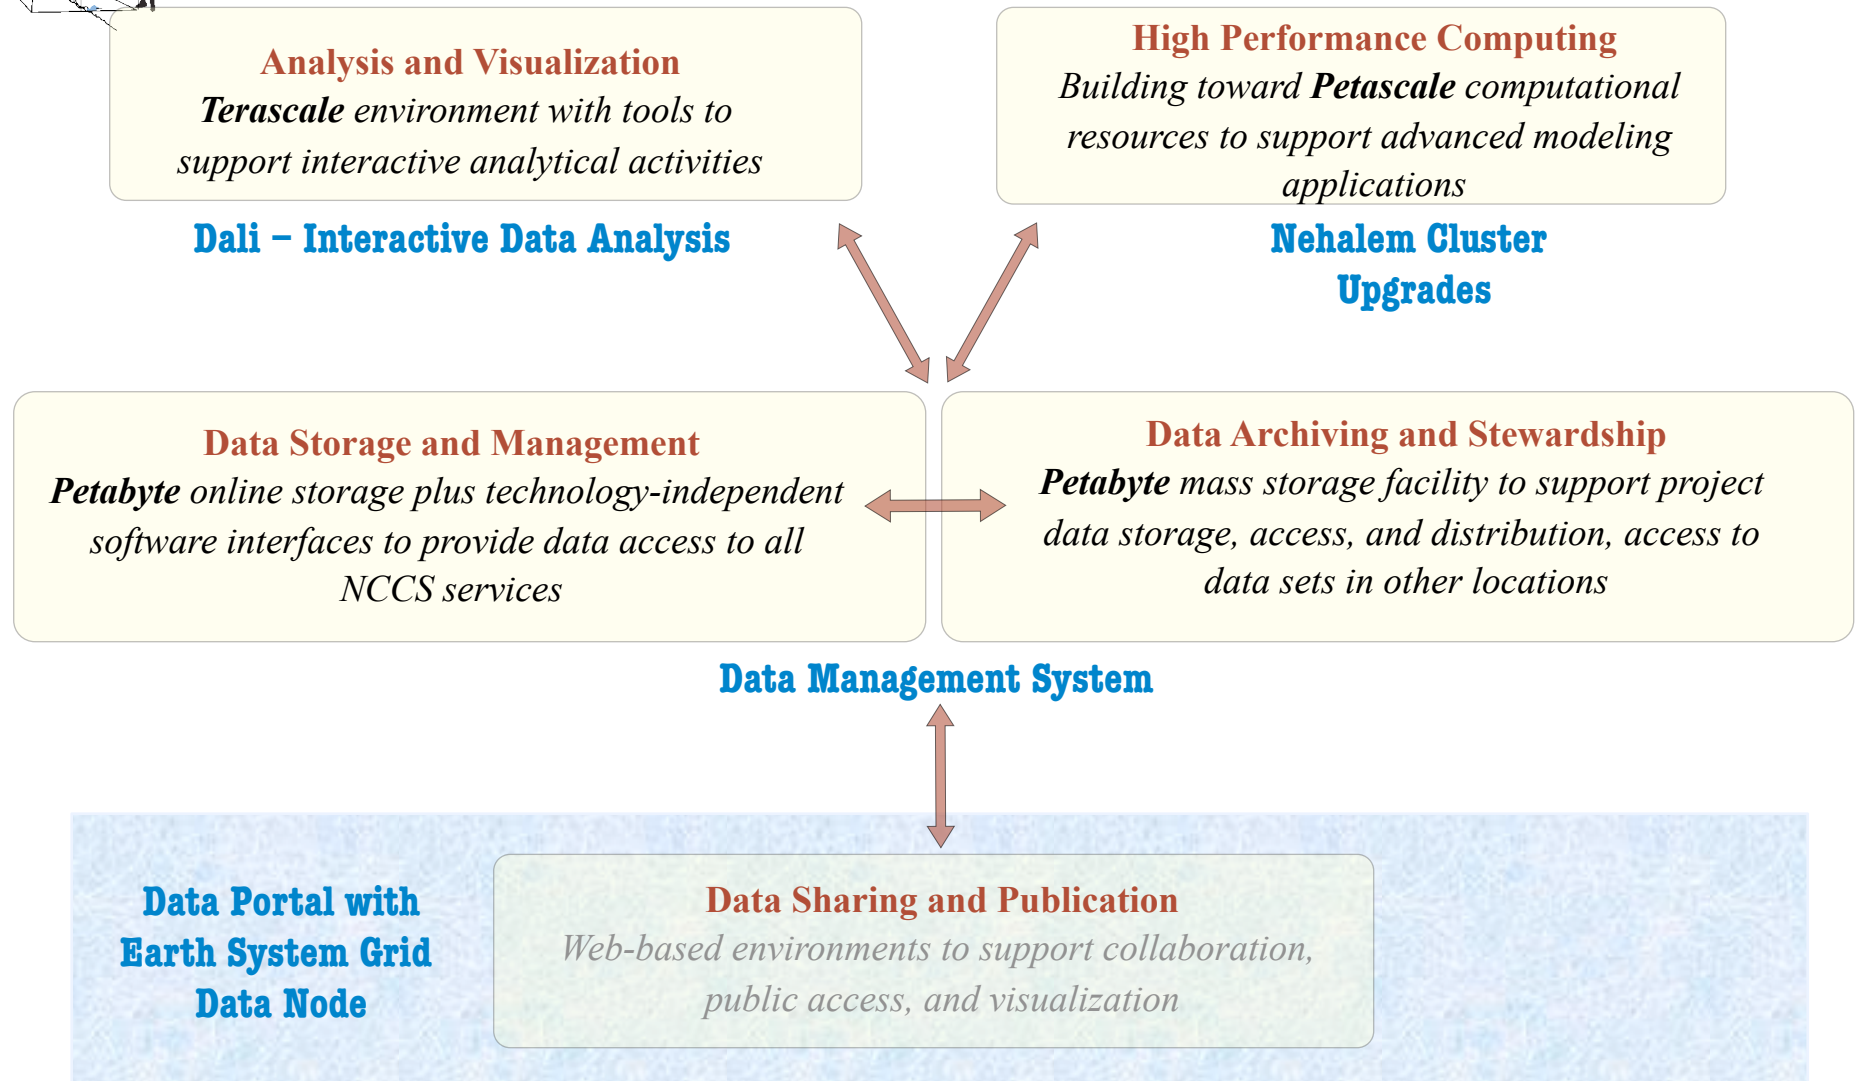 Analysis and Visualization
Terascale environment with tools to
support interactive analytical activities
High Performance Computing
Building toward Petascale computational
resources to support advanced modeling
applications
Dali – Interactive Data Analysis
Nehalem Cluster
Upgrades
Data Storage and Management
Petabyte online storage plus technology-independent
software interfaces to provide data access to all
NCCS services
Data Archiving and Stewardship
Petabyte mass storage facility to support project
data storage, access, and distribution, access to
data sets in other locations
Data Management System
Data Portal with
Earth System Grid
Data Node
Data Sharing and Publication
Web-based environments to support collaboration,
public access, and visualization